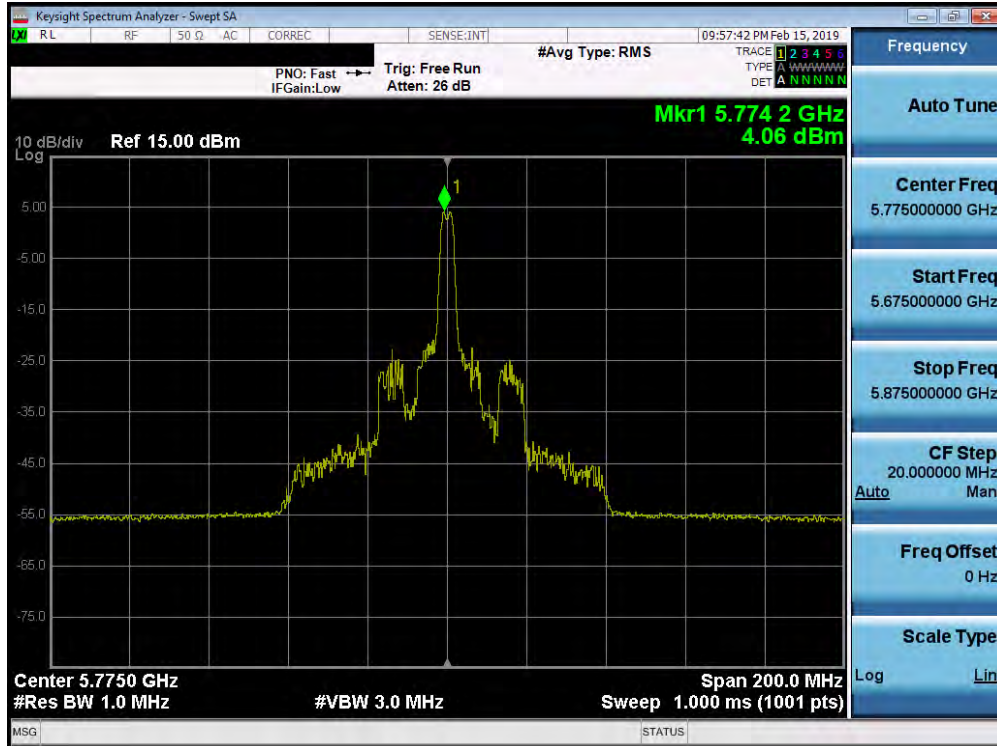 Keysight Spectrum Analyzer - Swept SA
LXI RL RF 50 Ω AC CORREC SENSE:INT 09:57:42 PM Feb 15, 2019
#Avg Type: RMS
TRACE 1 2 3 4 5 6
TYPE A WWWWW
DET A N N N N N
PNO: Fast Trig: Free Run
IFGain:Low Atten: 26 dB
Mkr1 5.774 2 GHz
4.06 dBm
10 dB/div Ref 15.00 dBm
Log
1
5.00
-5.00
-15.0
-25.0
-35.0
-45.0
-55.0
-65.0
-75.0
Center 5.7750 GHz Span 200.0 MHz
#Res BW 1.0 MHz #VBW 3.0 MHz Sweep 1.000 ms (1001 pts)
MSG STATUS
Frequency
Auto Tune
Center Freq
5.775000000 GHz
Start Freq
5.675000000 GHz
Stop Freq
5.875000000 GHz
CF Step
20.000000 MHz
Auto Man
Freq Offset
0 Hz
Scale Type
Log Lin